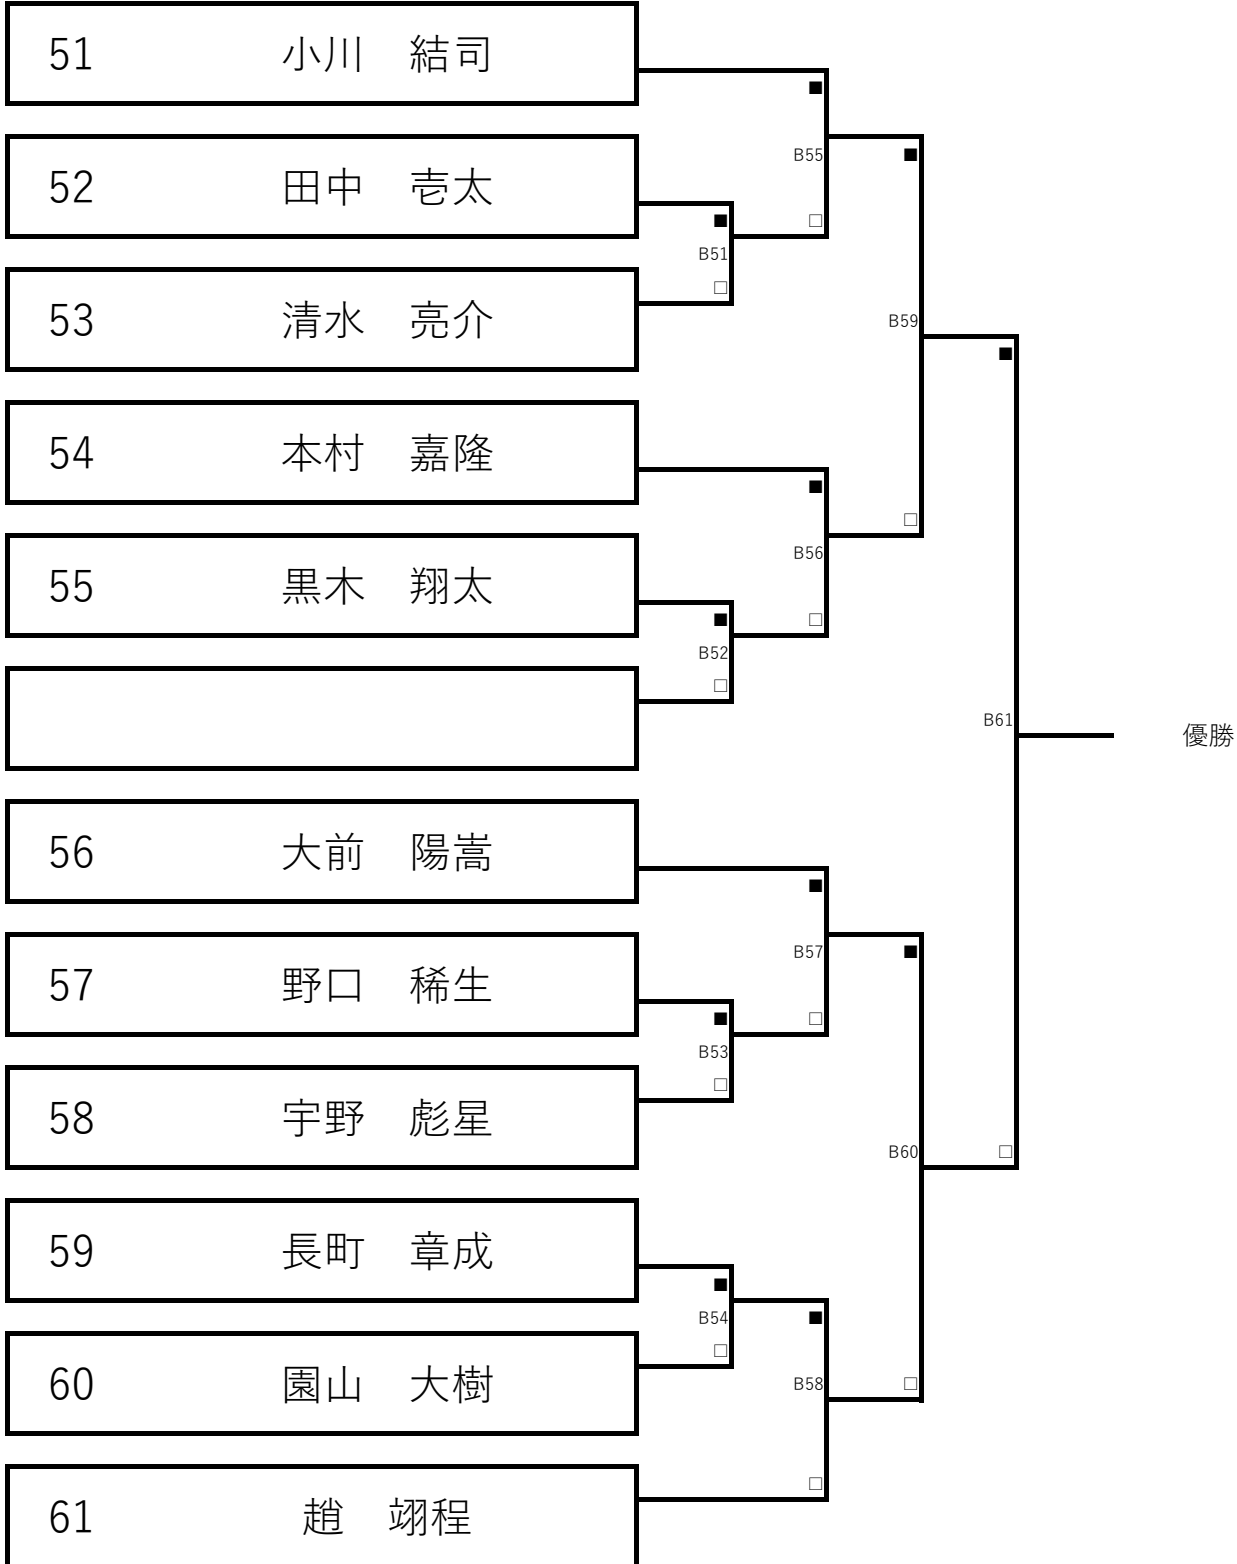 51 小川　結司
■
52 田中　壱太
B55
■
■
□
B51
53 清水　亮介
□
B59
■
54 本村　嘉隆
■
□
55 黒木　翔太
B56
■
□
B52
□
B61
優勝
56 大前　陽嵩
■
57 野口　稀生
B57
■
■
□
B53
58 宇野　彪星
□
B60
□
59 長町　章成
■
B54
■
60 園山　大樹
□
B58
□
61 趙　翊程
□